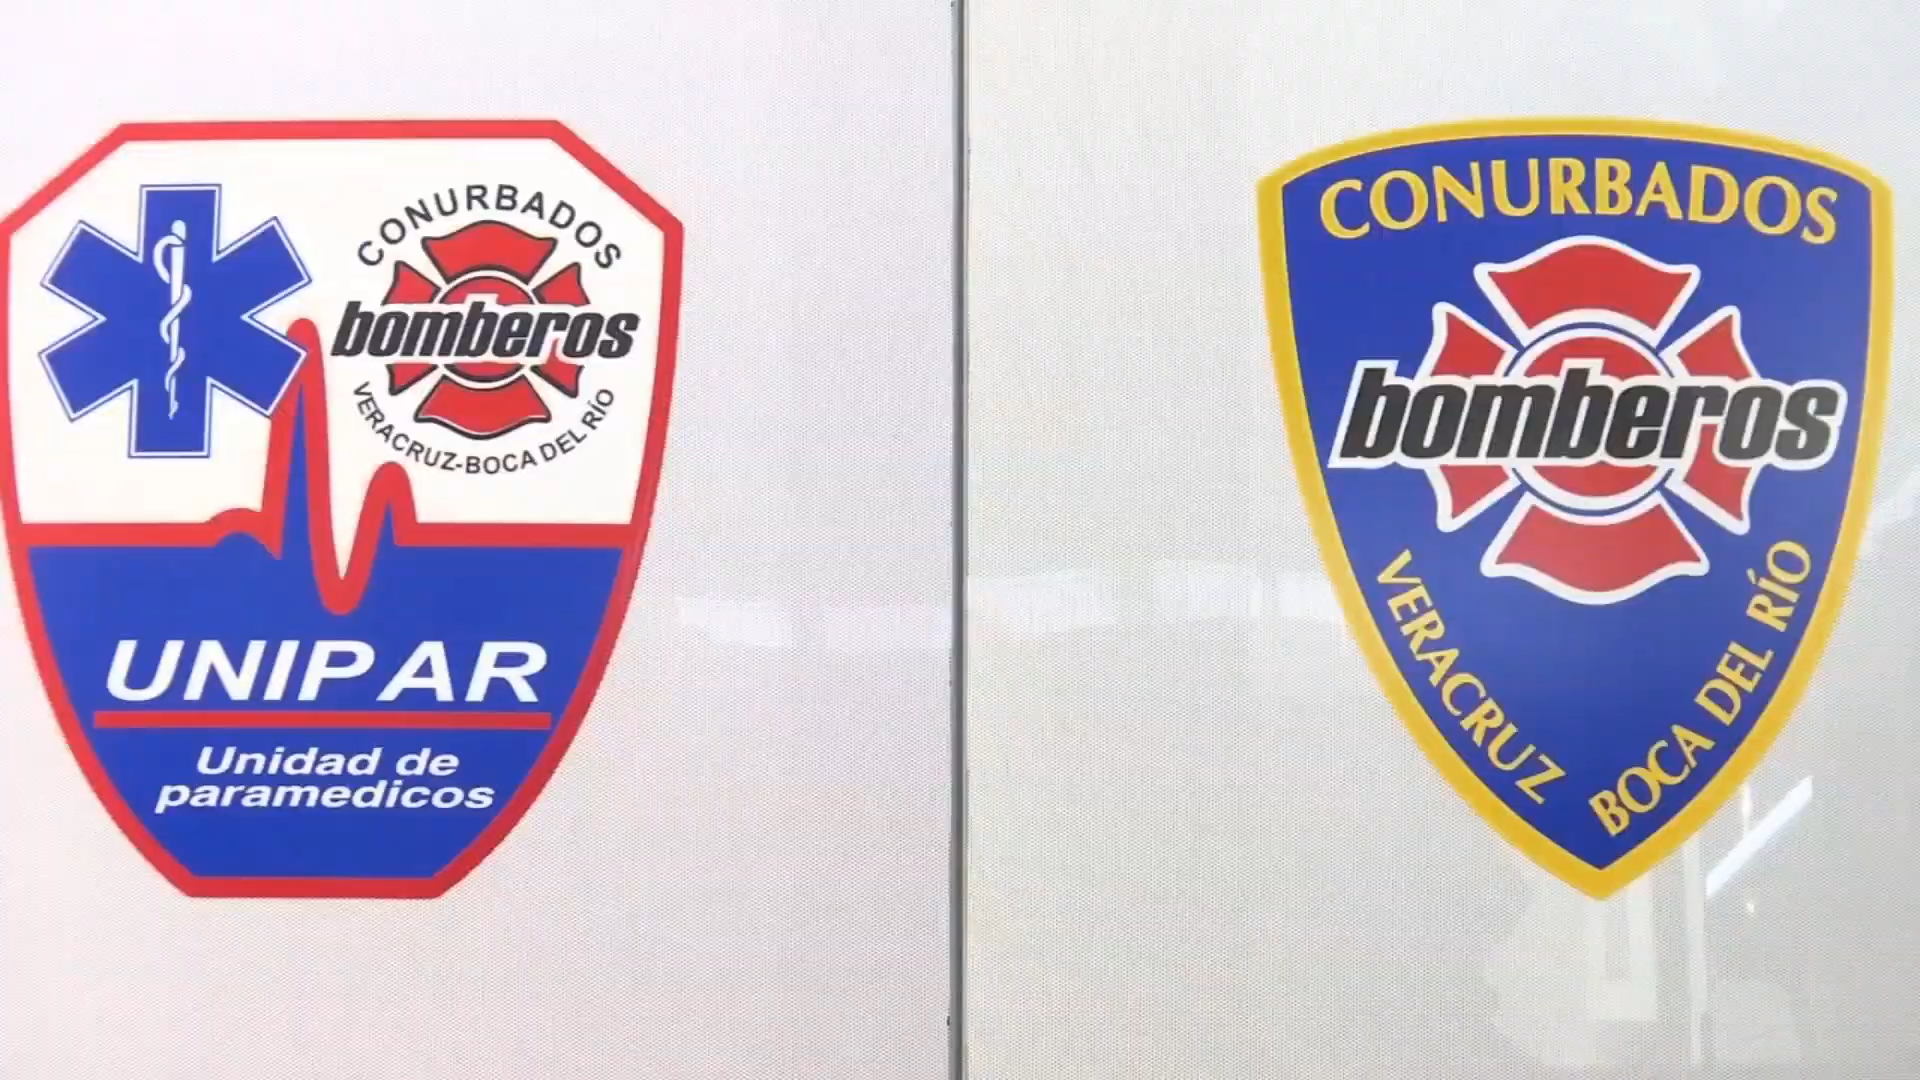 CONURBADOS
bomberos
VERACRUZ-BOCA DEL RÍO
UNIPAR
Unidad de
paramedicos
CONURBADOS
bomberos
VERACRUZ
BOCA DEL RÍO